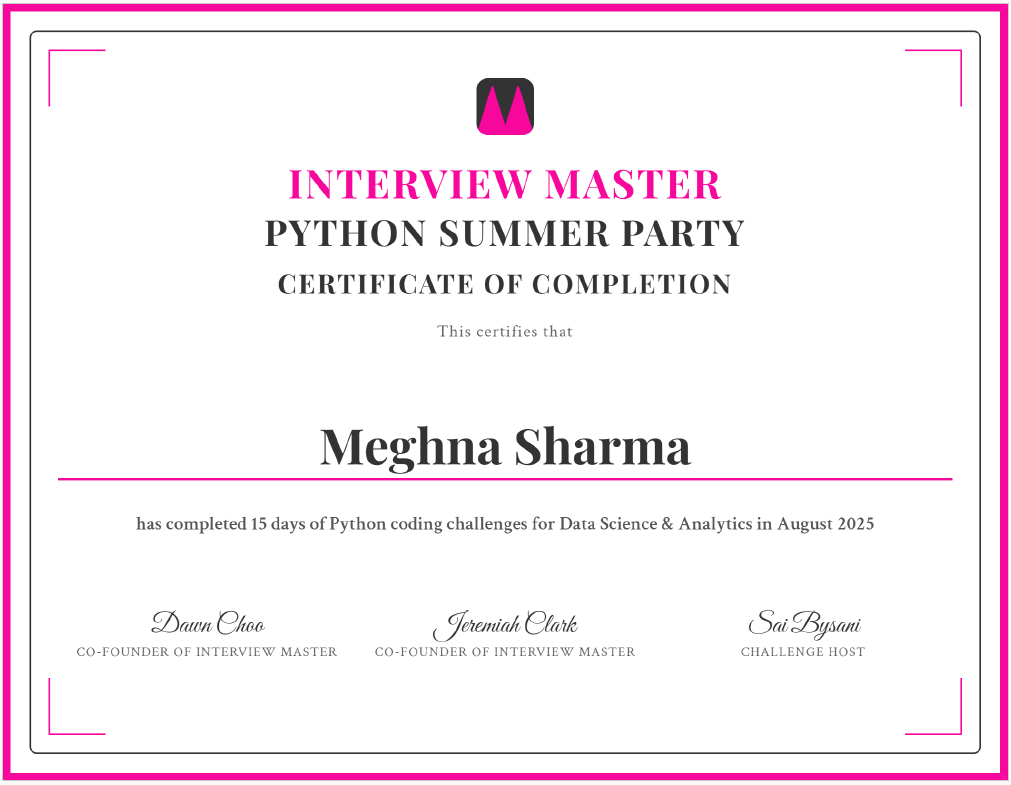 INTERVIEW MASTER
PYTHON SUMMER PARTY
CERTIFICATE OF COMPLETION
This certifies that
Meghna Sharma
has completed 15 days of Python coding challenges for Data Science & Analytics in August 2025
Dawn Choo Jeremiah Clark Sai Bysani
CO-FOUNDER OF INTERVIEW MASTER CO-FOUNDER OF INTERVIEW MASTER CHALLENGE HOST